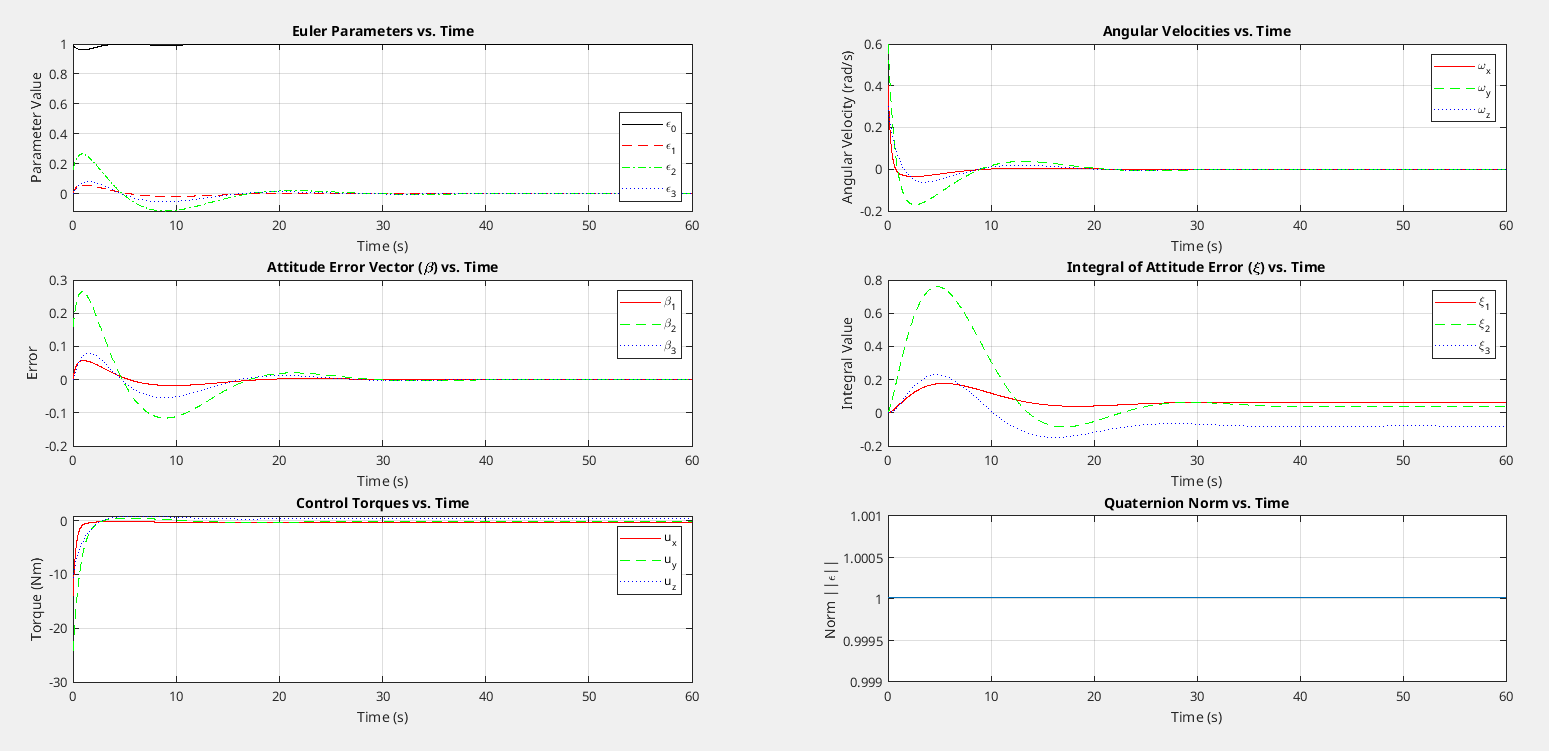 Euler Parameters vs. Time
Parameter Value
1
0.8
0.6
0.4
0.2
0
ϵ0
ϵ1
ϵ2
ϵ3
0 10 20 30 40 50 60
Time (s)
Angular Velocities vs. Time
Angular Velocity (rad/s)
0.6
0.4
0.2
0
-0.2
ωx
ωy
ωz
0 10 20 30 40 50 60
Time (s)
Attitude Error Vector (β) vs. Time
Error
0.3
0.2
0.1
0
-0.1
-0.2
β1
β2
β3
0 10 20 30 40 50 60
Time (s)
Integral of Attitude Error (ξ) vs. Time
Integral Value
0.8
0.6
0.4
0.2
0
-0.2
ξ1
ξ2
ξ3
0 10 20 30 40 50 60
Time (s)
Control Torques vs. Time
Torque (Nm)
0
-10
-20
-30
ux
uy
uz
0 10 20 30 40 50 60
Time (s)
Quaternion Norm vs. Time
Norm ||ϵ||
1.001
1.0005
1
0.9995
0.999
0 10 20 30 40 50 60
Time (s)